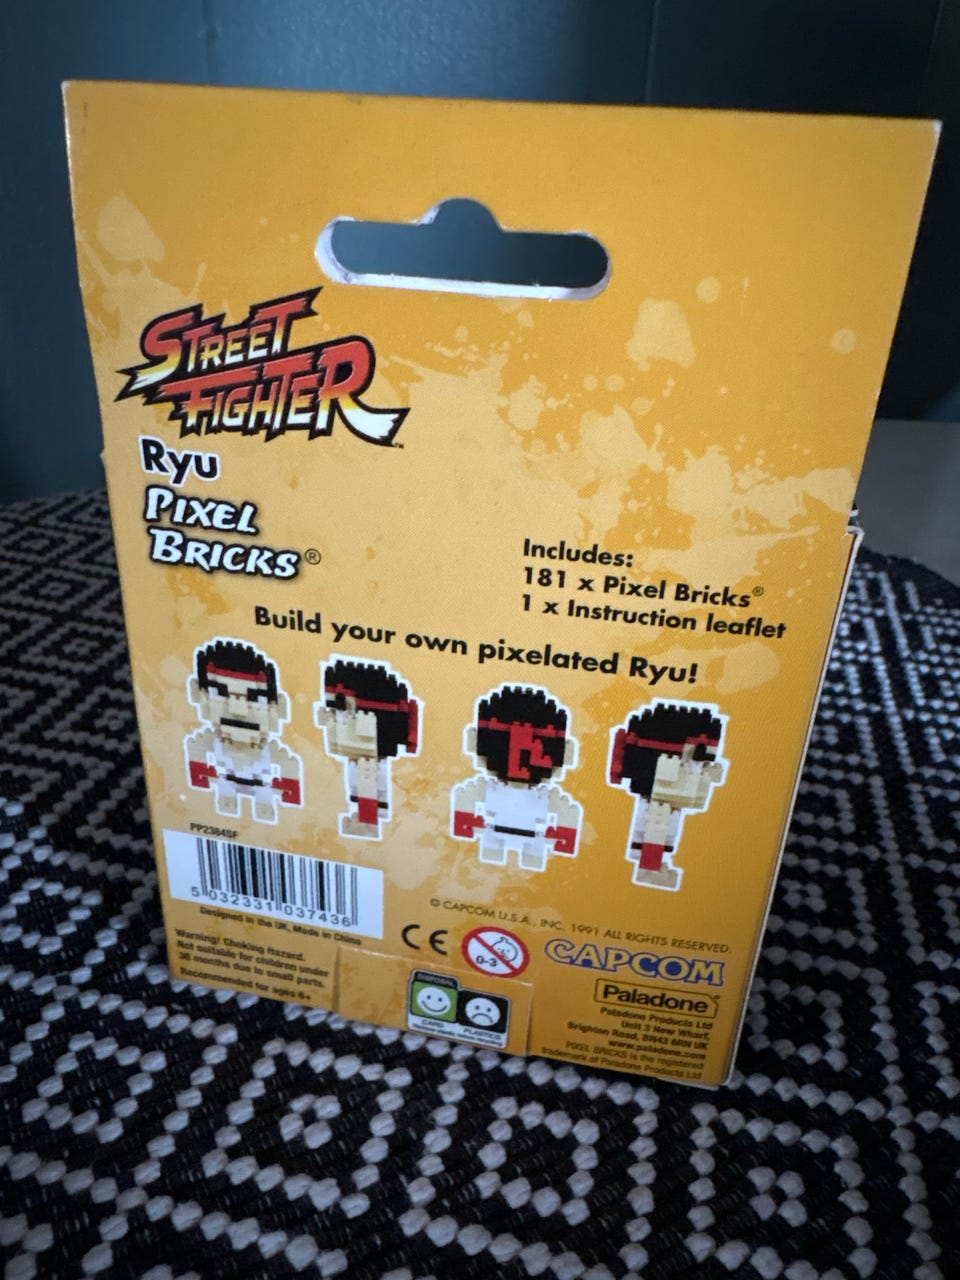 STREET
FIGHTER™
Ryu
PIXEL
BRICKS®
Includes:
181 x Pixel Bricks®
1 x Instruction leaflet
Build your own pixelated Ryu!
PP2384SF
5 032331 037436
Designed in the UK, Made in China
Warning! Choking Hazard.
Not suitable for children under
36 months due to small parts.
Recommended for ages 6+
CE
0-3
© CAPCOM U.S.A., INC. 1991 ALL RIGHTS RESERVED.
CAPCOM
Paladone®
Paladone Products Ltd
Unit 3 New Wharf,
Brighton Road, BN43 6RN UK
www.paladone.com
PIXEL BRICKS is the registered
trademark of Paladone Products Ltd
DISPOSAL
CARD
PLASTICS